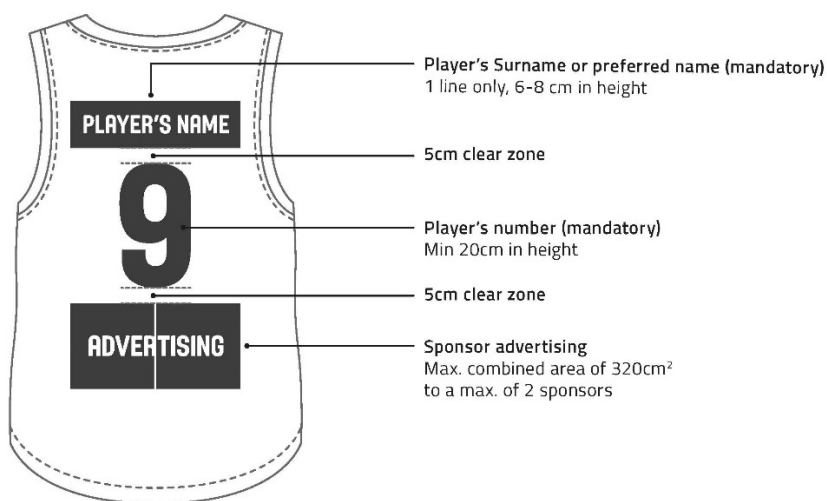 Player's Surname or preferred name (mandatory)
1 line only, 6-8 cm in height
PLAYER'S NAME
5cm clear zone
9
Player's number (mandatory)
Min 20cm in height
5cm clear zone
ADVERTISING
Sponsor advertising
Max. combined area of 320cm²
to a max. of 2 sponsors